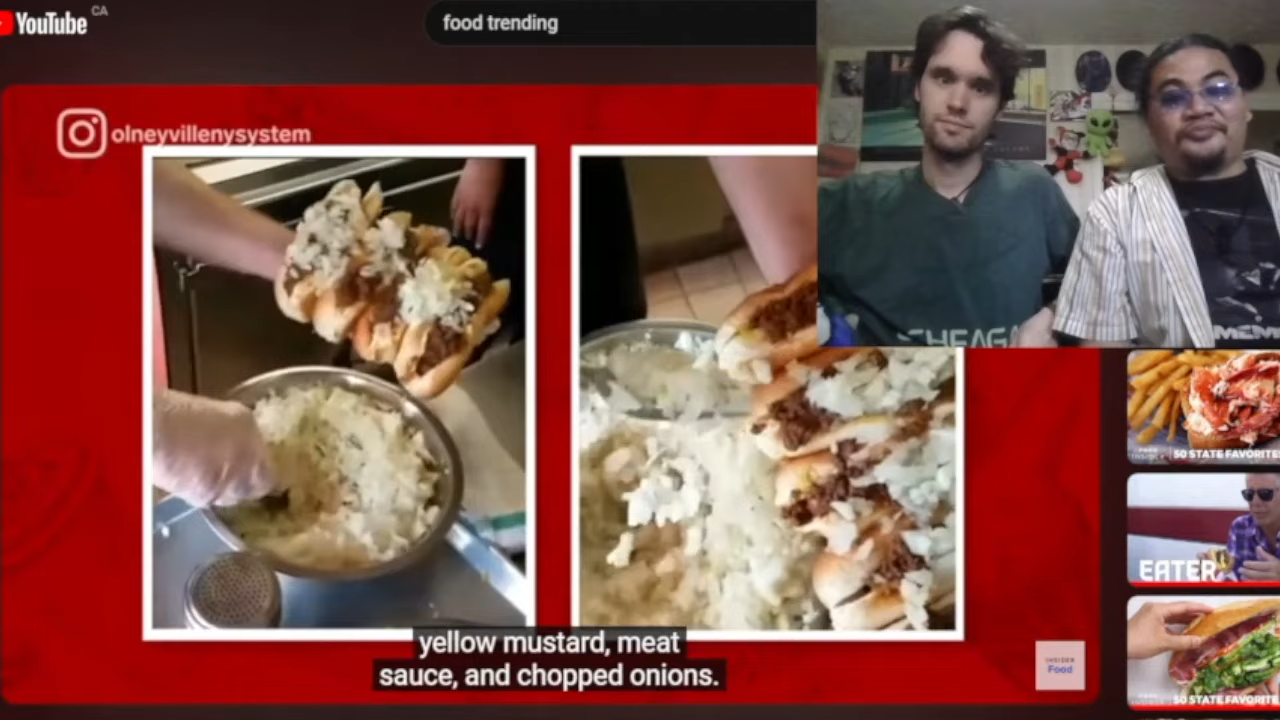 YouTube CA
food trending
olneyvillenysystem
yellow mustard, meat
sauce, and chopped onions.
INSIDER
Food
50 STATE FAVORITES
EATER
50 STATE FAVORITE